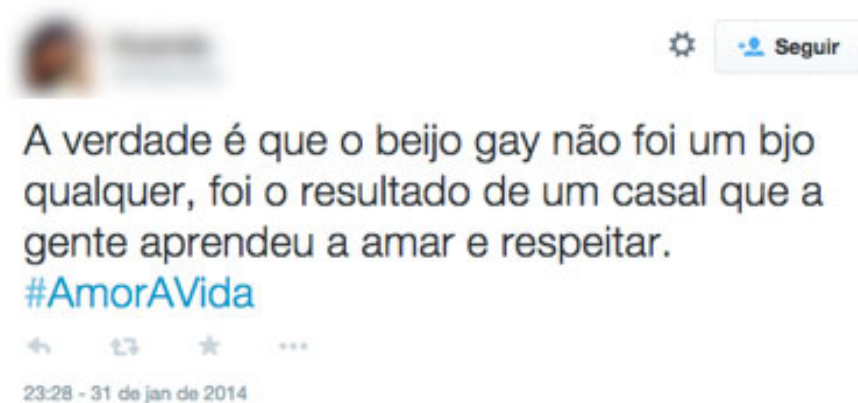 Seguir
A verdade é que o beijo gay não foi um bjo
qualquer, foi o resultado de um casal que a
gente aprendeu a amar e respeitar.
#AmorAVida
23:28 - 31 de jan de 2014